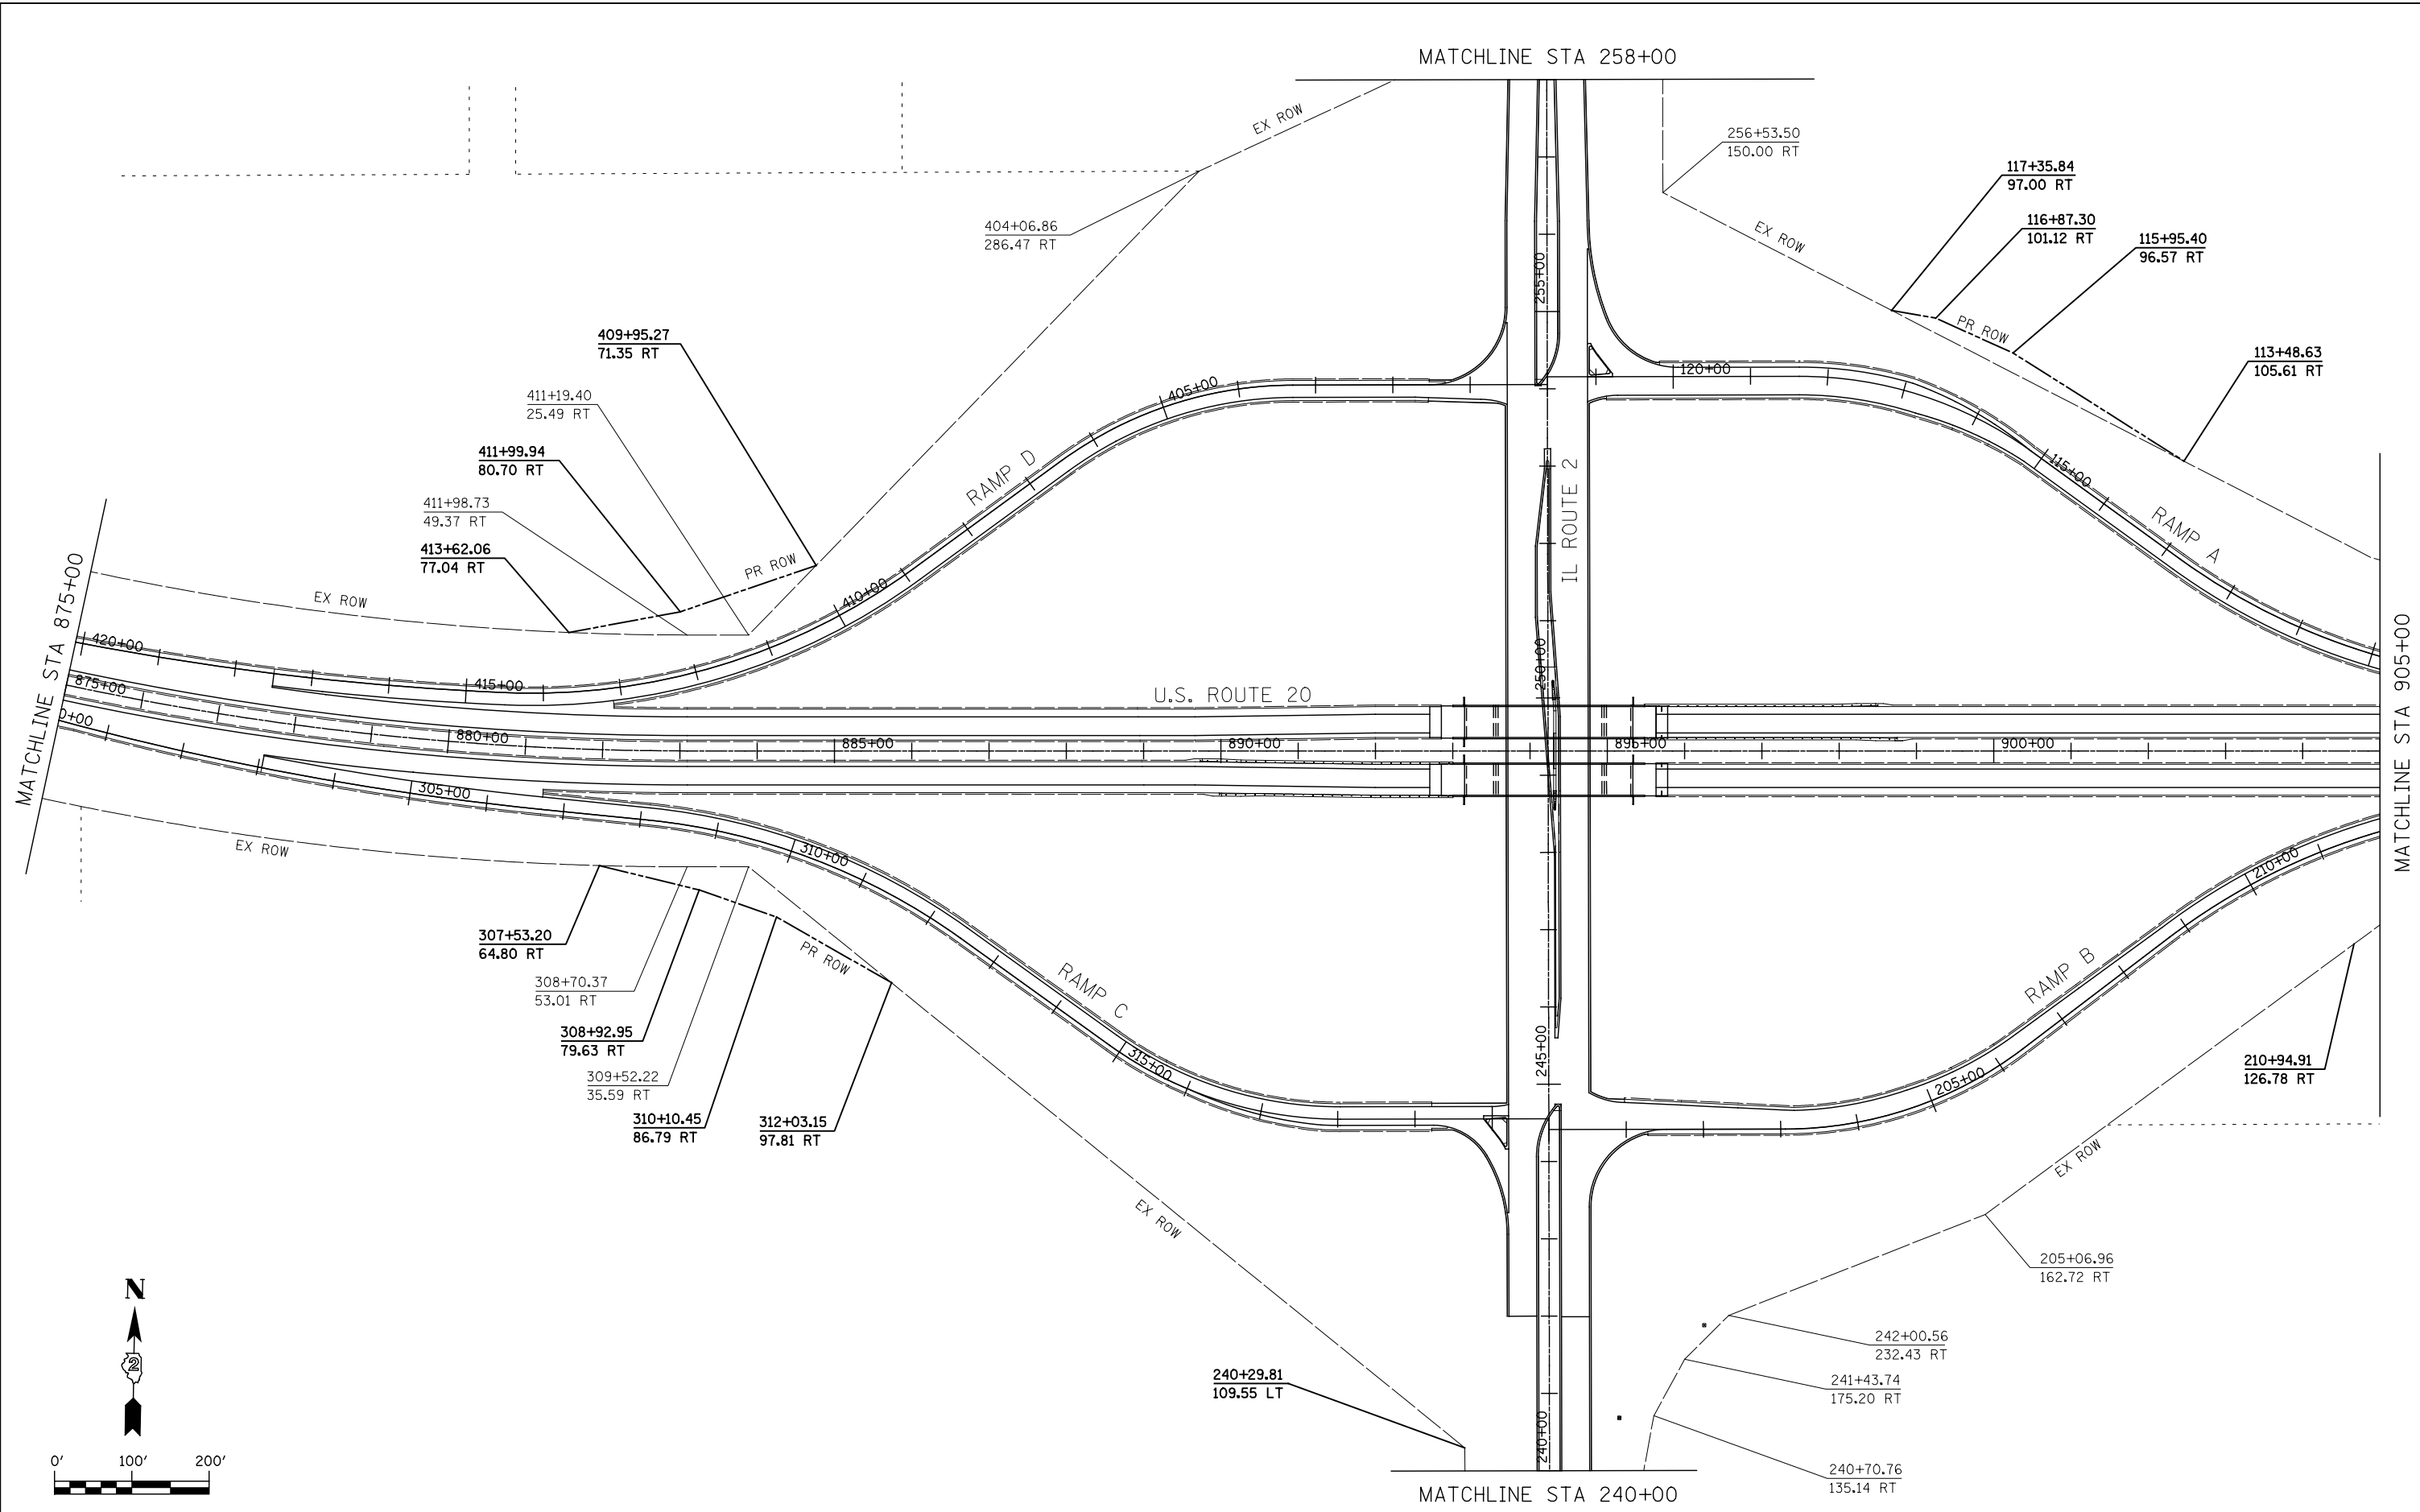 MATCHLINE STA 258+00
EX ROW
256+53.50
150.00 RT
117+35.84
97.00 RT
116+87.30
101.12 RT
404+06.86
286.47 RT
EX ROW
115+95.40
96.57 RT
255+00
PR ROW
409+95.27
71.35 RT
113+48.63
105.61 RT
120+00
405+00
411+19.40
25.49 RT
411+99.94
80.70 RT
RAMP D
IL ROUTE 2
115+00
411+98.73
49.37 RT
RAMP A
413+62.06
77.04 RT
PR ROW
EX ROW
410+00
MATCHLINE STA 875+00
420+00
250+00
MATCHLINE STA 905+00
875+00
415+00
U.S. ROUTE 20
0+00
880+00
885+00
890+00
895+00
900+00
305+00
EX ROW
310+00
210+00
307+53.20
64.80 RT
PR ROW
308+70.37
53.01 RT
RAMP C
RAMP B
308+92.95
79.63 RT
245+00
315+00
205+00
210+94.91
126.78 RT
309+52.22
35.59 RT
310+10.45
86.79 RT
312+03.15
97.81 RT
EX ROW
EX ROW
205+06.96
162.72 RT
N
2
242+00.56
232.43 RT
240+29.81
109.55 LT
241+43.74
175.20 RT
240+00
0' 100' 200'
240+70.76
135.14 RT
MATCHLINE STA 240+00